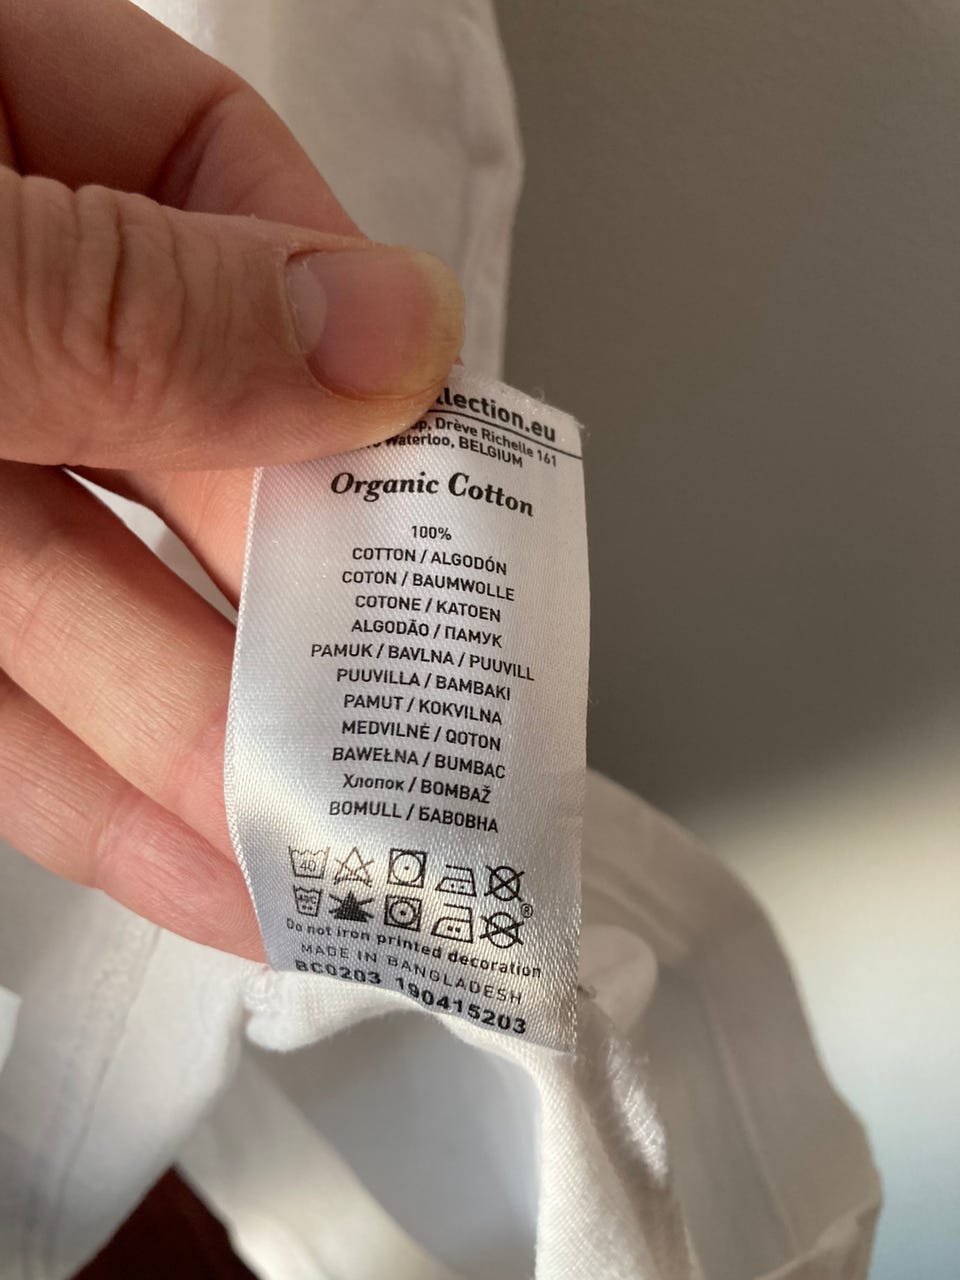 llection.eu
up, Drève Richelle 161
Waterloo, BELGIUM
Organic Cotton
100%
COTTON / ALGODÓN
COTON / BAUMWOLLE
COTONE / KATOEN
ALGODÃO / ПАМУК
PAMUK / BAVLNA / PUUVILL
PUUVILLA / BAMBAKI
PAMUT / KOKVILNA
MEDVILNĖ / QOTON
BAWEŁNA / BUMBAC
Хлопок / BOMBAŽ
BOMULL / БАВОВНА
40
®
Do not iron printed decoration
MADE IN BANGLADESH
BC0203 190415203